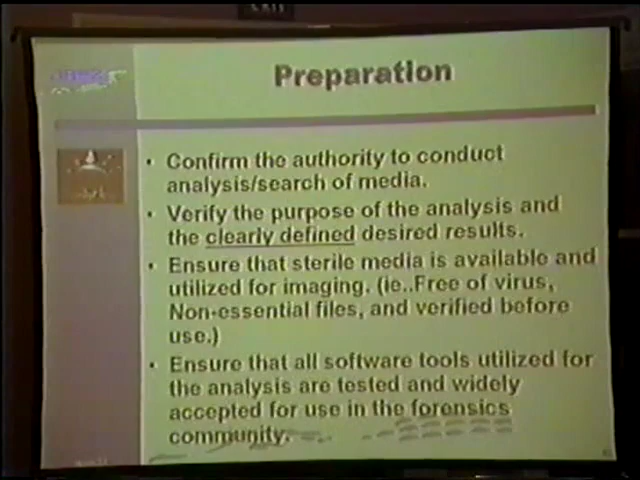 EXIT
Preparation
• Confirm the authority to conduct
analysis/search of media.
• Verify the purpose of the analysis and
the clearly defined desired results.
• Ensure that sterile media is available and
utilized for imaging. (ie..Free of virus,
Non-essential files, and verified before
use.)
• Ensure that all software tools utilized for
the analysis are tested and widely
accepted for use in the forensics
community.